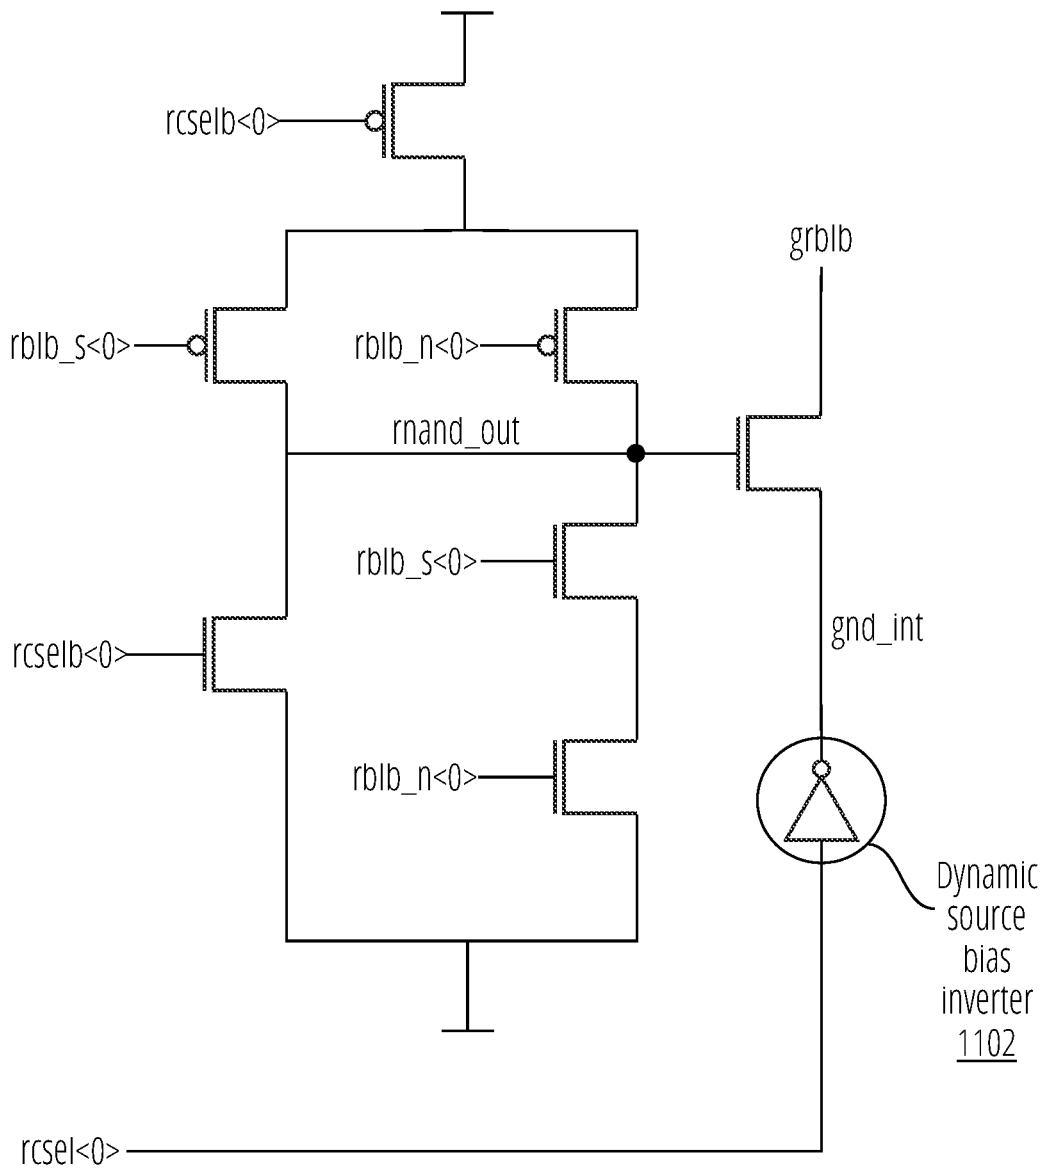 rcselb<0>
grblb
rblb_s<0>
rblb_n<0>
rnand_out
rblb_s<0>
gnd_int
rcselb<0>
rblb_n<0>
Dynamic
source
bias
inverter
1102
rcsel<0>